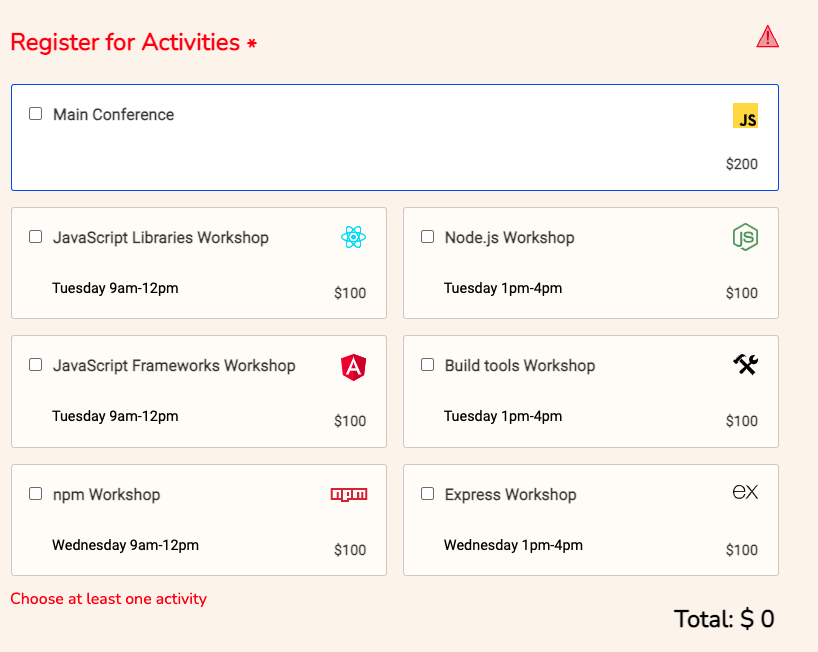 Register for Activities *
Main Conference
JS
$200
JavaScript Libraries Workshop
Tuesday 9am-12pm
$100
Node.js Workshop
JS
Tuesday 1pm-4pm
$100
JavaScript Frameworks Workshop
A
Tuesday 9am-12pm
$100
Build tools Workshop
Tuesday 1pm-4pm
$100
npm Workshop
npm
Wednesday 9am-12pm
$100
Express Workshop
ex
Wednesday 1pm-4pm
$100
Choose at least one activity
Total: $ 0